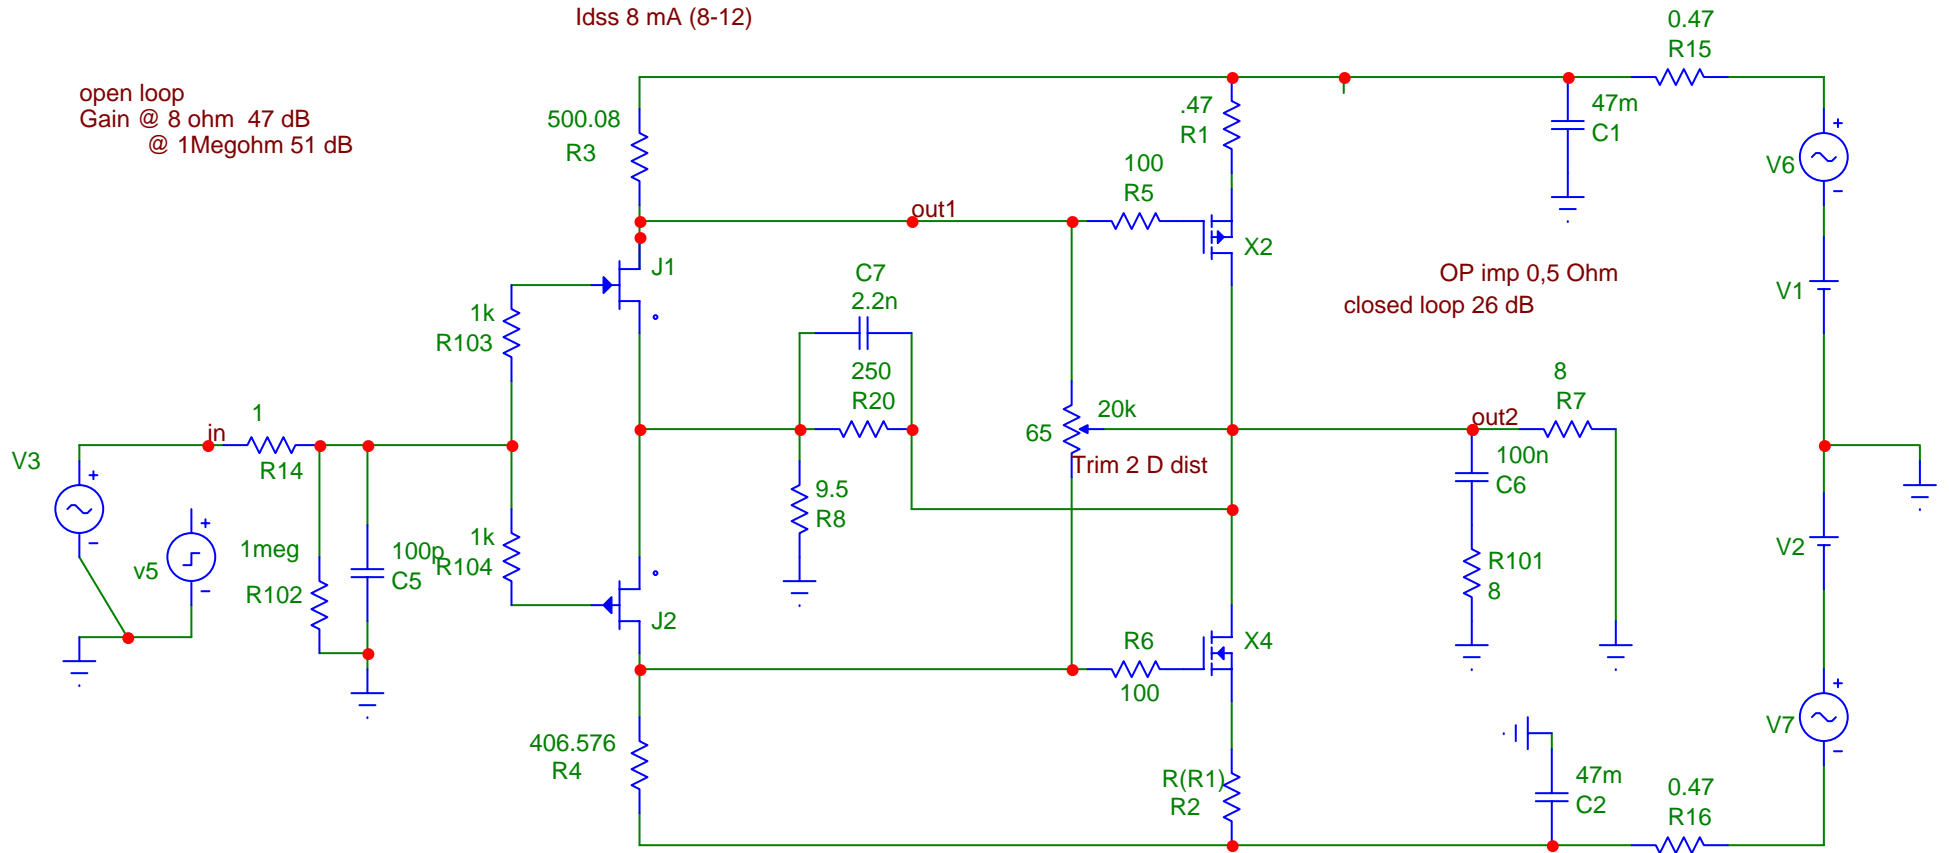 Idss 8 mA (8-12)
open loop
Gain @ 8 ohm 47 dB
@ 1Megohm 51 dB
500.08
R3
.47
R1
100
R5
out1
X2
J1
1k
R103
C7
2.2n
250
R20
20k
65
Trim 2 D dist
9.5
R8
OP imp 0,5 Ohm
closed loop 26 dB
0.47
R15
47m
C1
V6
+
−
V1
8
R7
out2
100n
C6
R101
8
in
1
R14
V3
+
−
v5
+
−
1meg
R102
100p
C5
1k
R104
J2
R6
100
X4
406.576
R4
R(R1)
R2
47m
C2
0.47
R16
V2
V7
+
−